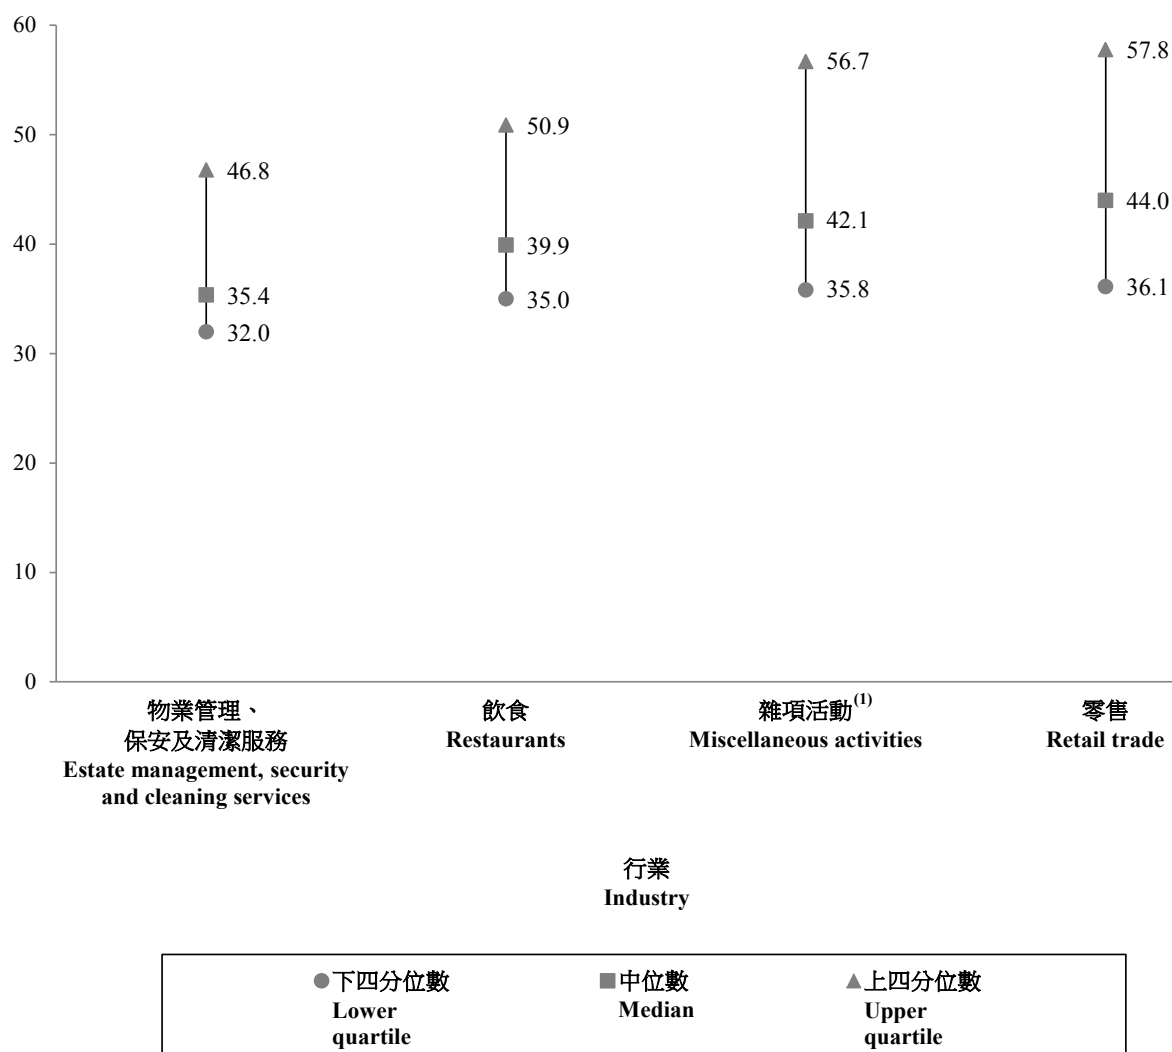 60
50
40
30
20
10
0
46.8
35.4
32.0
50.9
39.9
35.0
56.7
42.1
35.8
57.8
44.0
36.1
物業管理、
保安及清潔服務
Estate management, security
and cleaning services
飲食
Restaurants
雜項活動(1)
Miscellaneous activities
零售
Retail trade
行業
Industry
下四分位數
Lower
quartile
中位數
Median
上四分位數
Upper
quartile